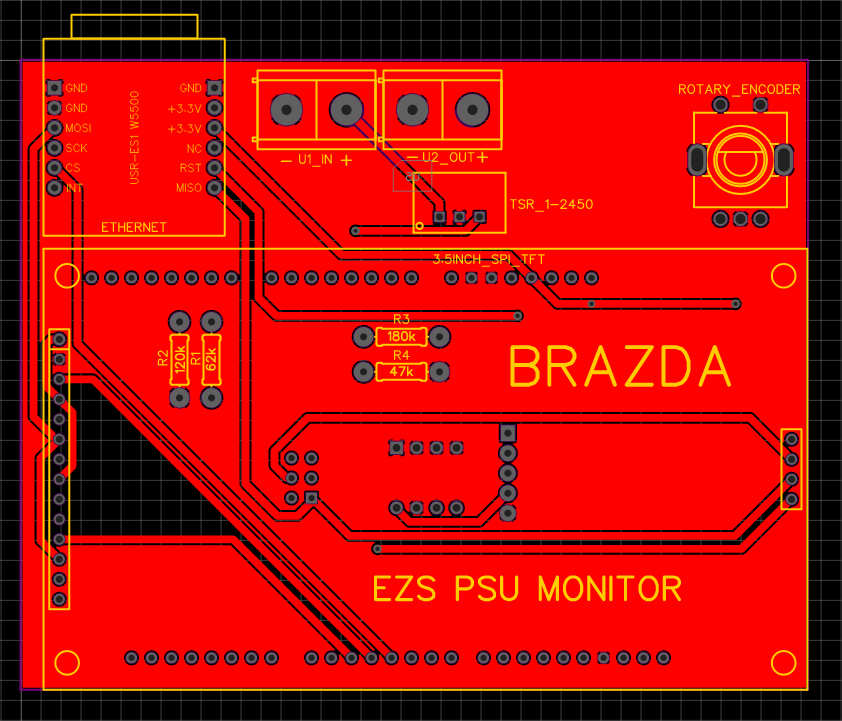 GND GND
GND +3.3V
MOSI +3.3V
SCK NC
CS RST
INT MISO
USR-ES1 W5500
ETHERNET
- U1_IN +
- U2_OUT+
ROTARY_ENCODER
TSR_1-2450
3.5INCH_SPI_TFT
R3
180k
R4
47k
R2
120k
R1
62k
BRAZDA
EZS PSU MONITOR